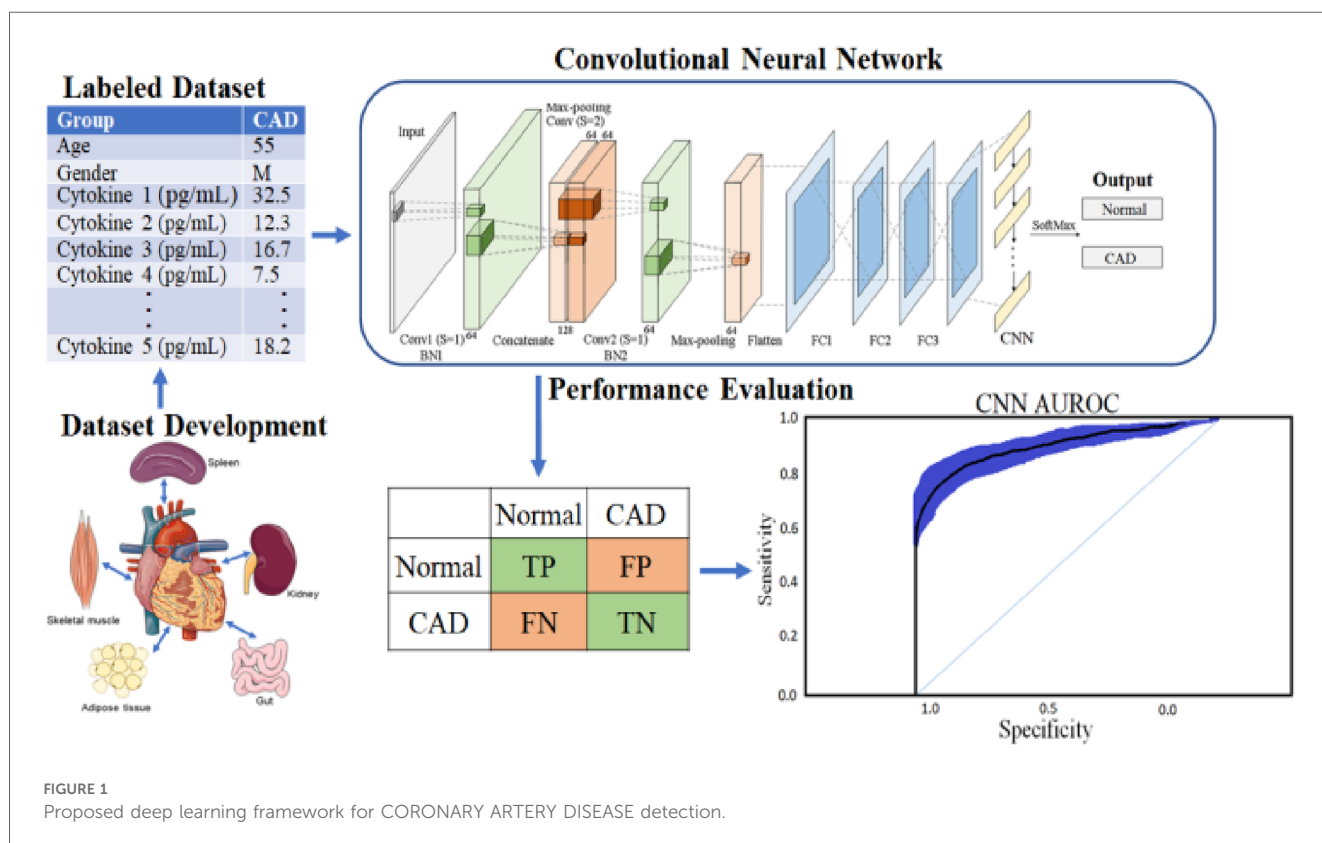 Convolutional Neural Network
Labeled Dataset
Group CAD
Age 55
Gender M
Cytokine 1 (pg/mL) 32.5
Cytokine 2 (pg/mL) 12.3
Cytokine 3 (pg/mL) 16.7
Cytokine 4 (pg/mL) 7.5
: :
Cytokine 5 (pg/mL) 18.2
Input
Max-pooling
Conv (S=2)
64 64
64
128
64
64
Conv1 (S=1)
BN1
Concatenate
Conv2 (S=1)
BN2
Max-pooling
Flatten
FC1
FC2
FC3
CNN
SoftMax
Output
Normal
CAD
Dataset Development
Spleen
Skeletal muscle
Kidney
Adipose tissue
Gut
Performance Evaluation
Normal CAD
Normal TP FP
CAD FN TN
CNN AUROC
Sensitivity
1.0
0.8
0.6
0.4
0.2
0.0
1.0 0.5 0.0
Specificity
FIGURE 1
Proposed deep learning framework for CORONARY ARTERY DISEASE detection.